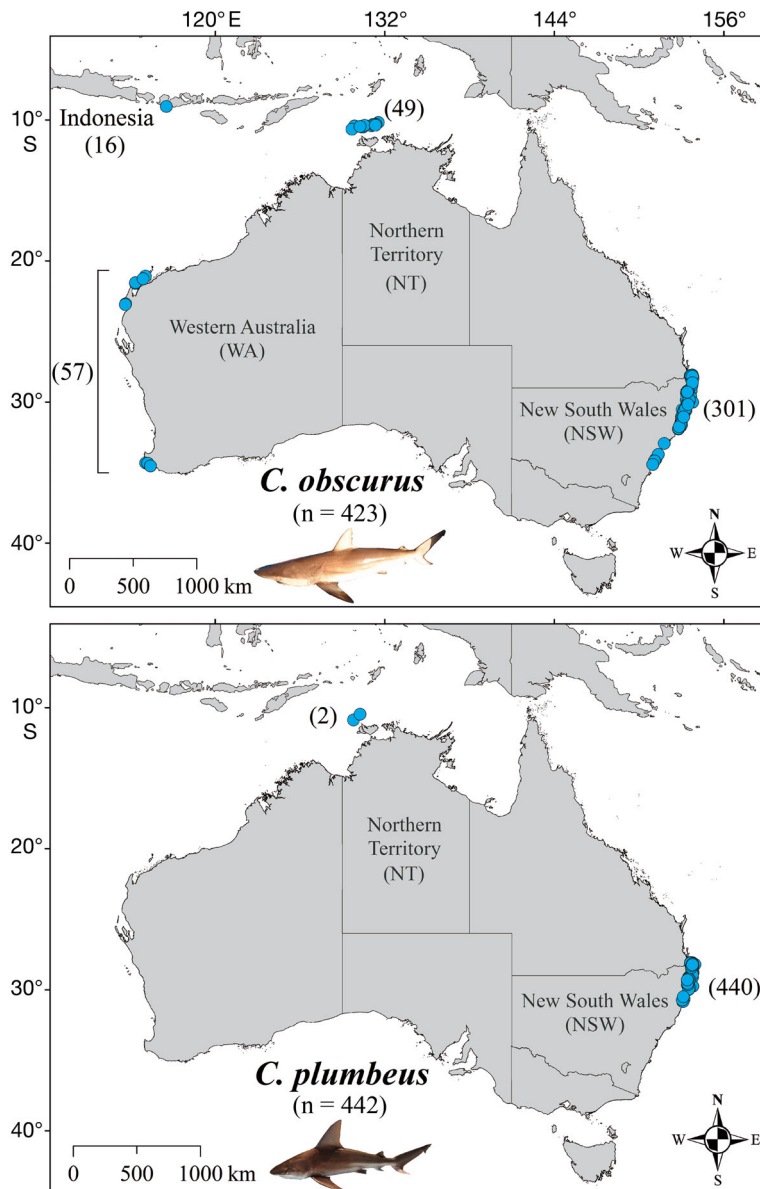 120° E 132° 144° 156°
10°
S
20°
30°
40°
Indonesia
(16)
(49)
Northern
Territory
(NT)
Western Australia
(WA)
(57)
New South Wales
(NSW)
(301)
C. obscurus
(n = 423)
0 500 1000 km
N
W E
S
10°
S
20°
30°
40°
(2)
Northern
Territory
(NT)
New South Wales
(NSW)
(440)
C. plumbeus
(n = 442)
0 500 1000 km
N
W E
S